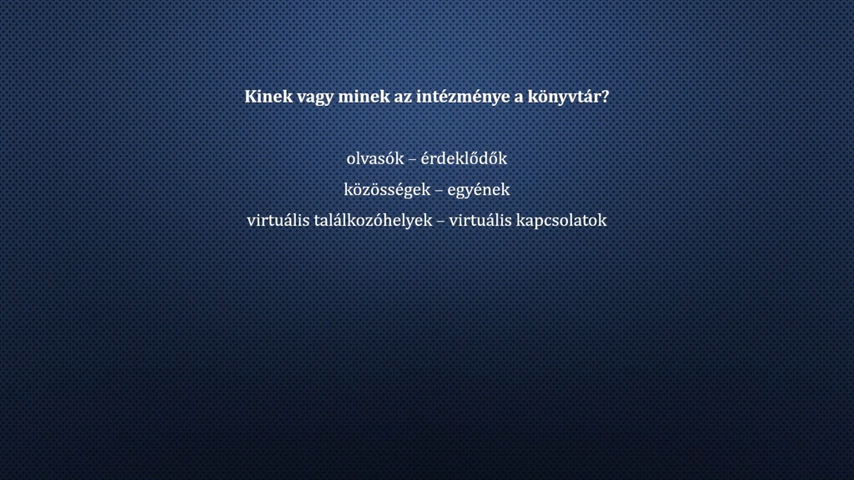 Kinek vagy minek az intézménye a könyvtár?
olvasók – érdeklődők
közösségek – egyének
virtuális találkozóhelyek – virtuális kapcsolatok